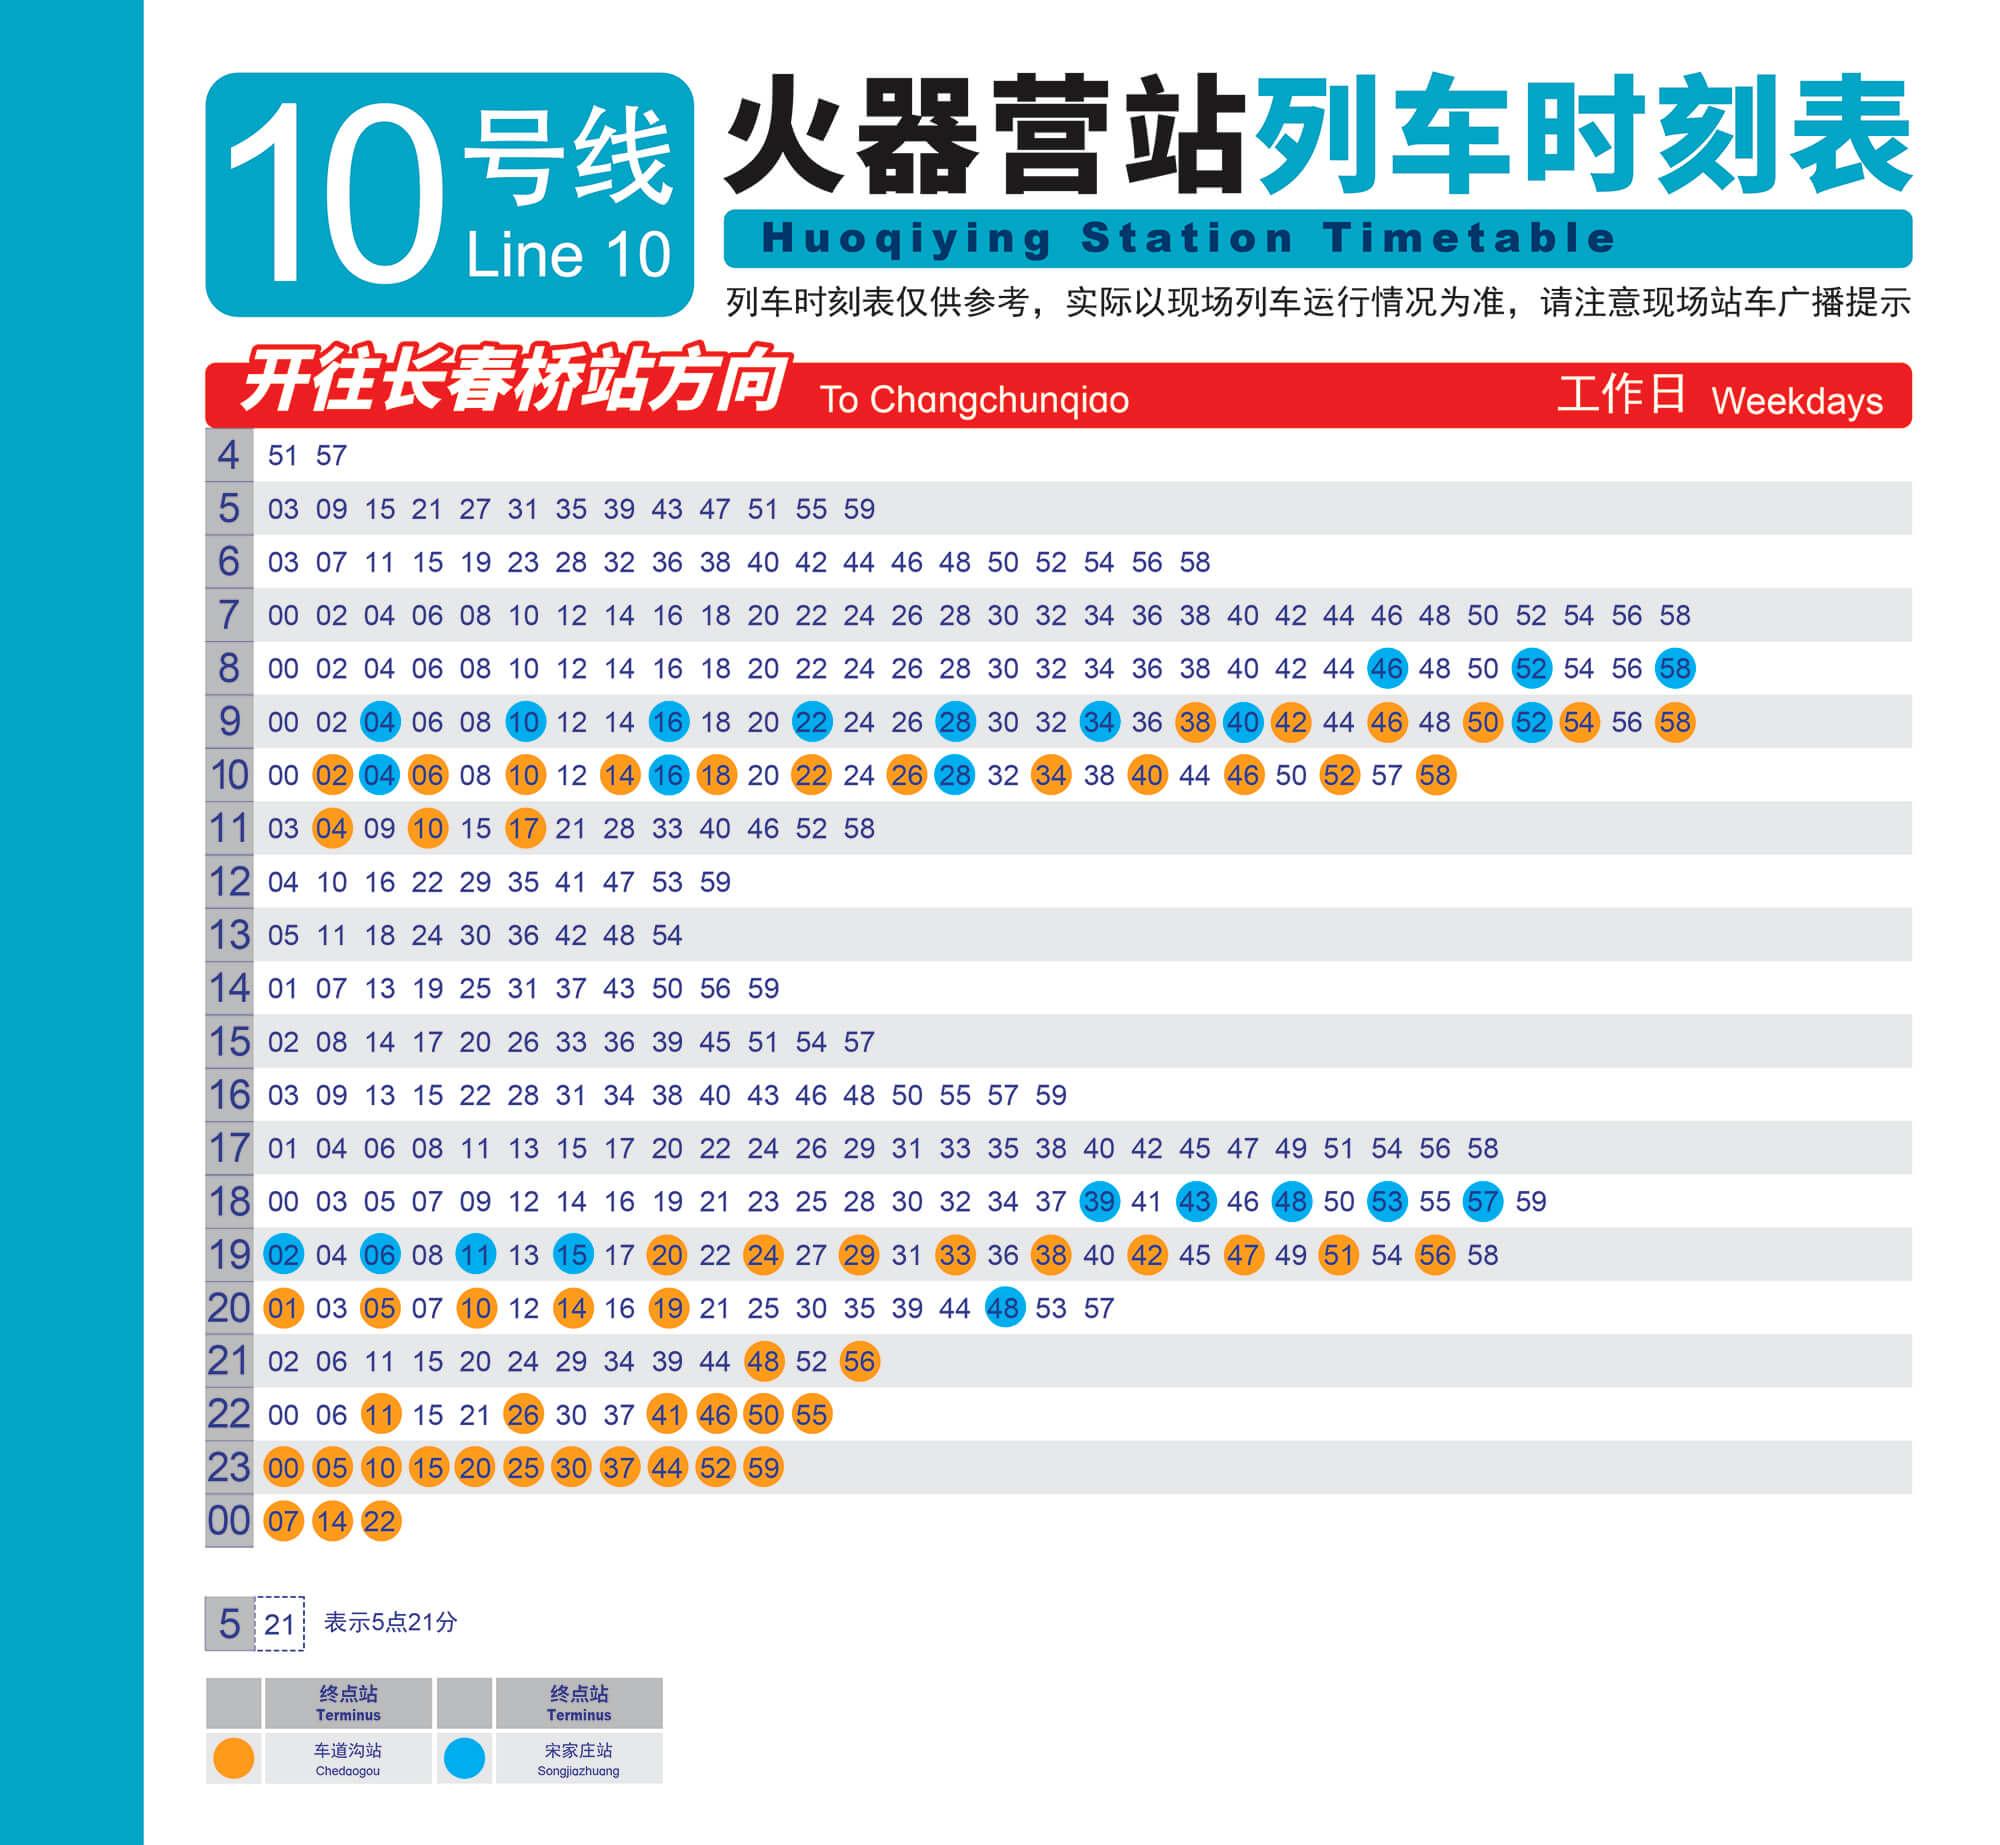 10 号线
Line 10
火器营站列车时刻表
Huoqiying Station Timetable
列车时刻表仅供参考，实际以现场列车运行情况为准，请注意现场站车广播提示
开往长春桥站方向 To Changchunqiao 工作日 Weekdays
4 51 57
5 03 09 15 21 27 31 35 39 43 47 51 55 59
6 03 07 11 15 19 23 28 32 36 38 40 42 44 46 48 50 52 54 56 58
7 00 02 04 06 08 10 12 14 16 18 20 22 24 26 28 30 32 34 36 38 40 42 44 46 48 50 52 54 56 58
8 00 02 04 06 08 10 12 14 16 18 20 22 24 26 28 30 32 34 36 38 40 42 44 46 48 50 52 54 56 58
9 00 02 04 06 08 10 12 14 16 18 20 22 24 26 28 30 32 34 36 38 40 42 44 46 48 50 52 54 56 58
10 00 02 04 06 08 10 12 14 16 18 20 22 24 26 28 32 34 38 40 44 46 50 52 57 58
11 03 04 09 10 15 17 21 28 33 40 46 52 58
12 04 10 16 22 29 35 41 47 53 59
13 05 11 18 24 30 36 42 48 54
14 01 07 13 19 25 31 37 43 50 56 59
15 02 08 14 17 20 26 33 36 39 45 51 54 57
16 03 09 13 15 22 28 31 34 38 40 43 46 48 50 55 57 59
17 01 04 06 08 11 13 15 17 20 22 24 26 29 31 33 35 38 40 42 45 47 49 51 54 56 58
18 00 03 05 07 09 12 14 16 19 21 23 25 28 30 32 34 37 39 41 43 46 48 50 53 55 57 59
19 02 04 06 08 11 13 15 17 20 22 24 27 29 31 33 36 38 40 42 45 47 49 51 54 56 58
20 01 03 05 07 10 12 14 16 19 21 25 30 35 39 44 48 53 57
21 02 06 11 15 20 24 29 34 39 44 48 52 56
22 00 06 11 15 21 26 30 37 41 46 50 55
23 00 05 10 15 20 25 30 37 44 52 59
00 07 14 22
5 21 表示5点21分
终点站 终点站
Terminus Terminus
车道沟站 宋家庄站
Chedaogou Songjiazhuang